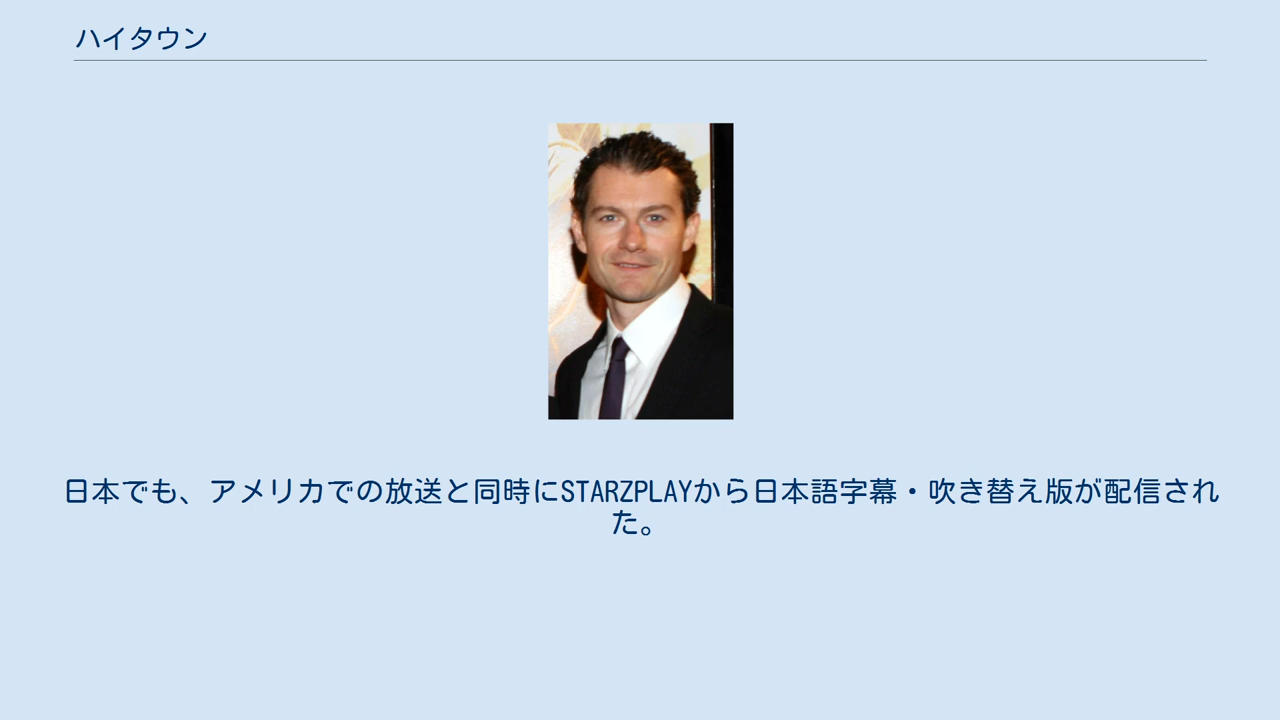 ハイタウン
日本でも、アメリカでの放送と同時にSTARZPLAYから日本語字幕・吹き替え版が配信され
た。